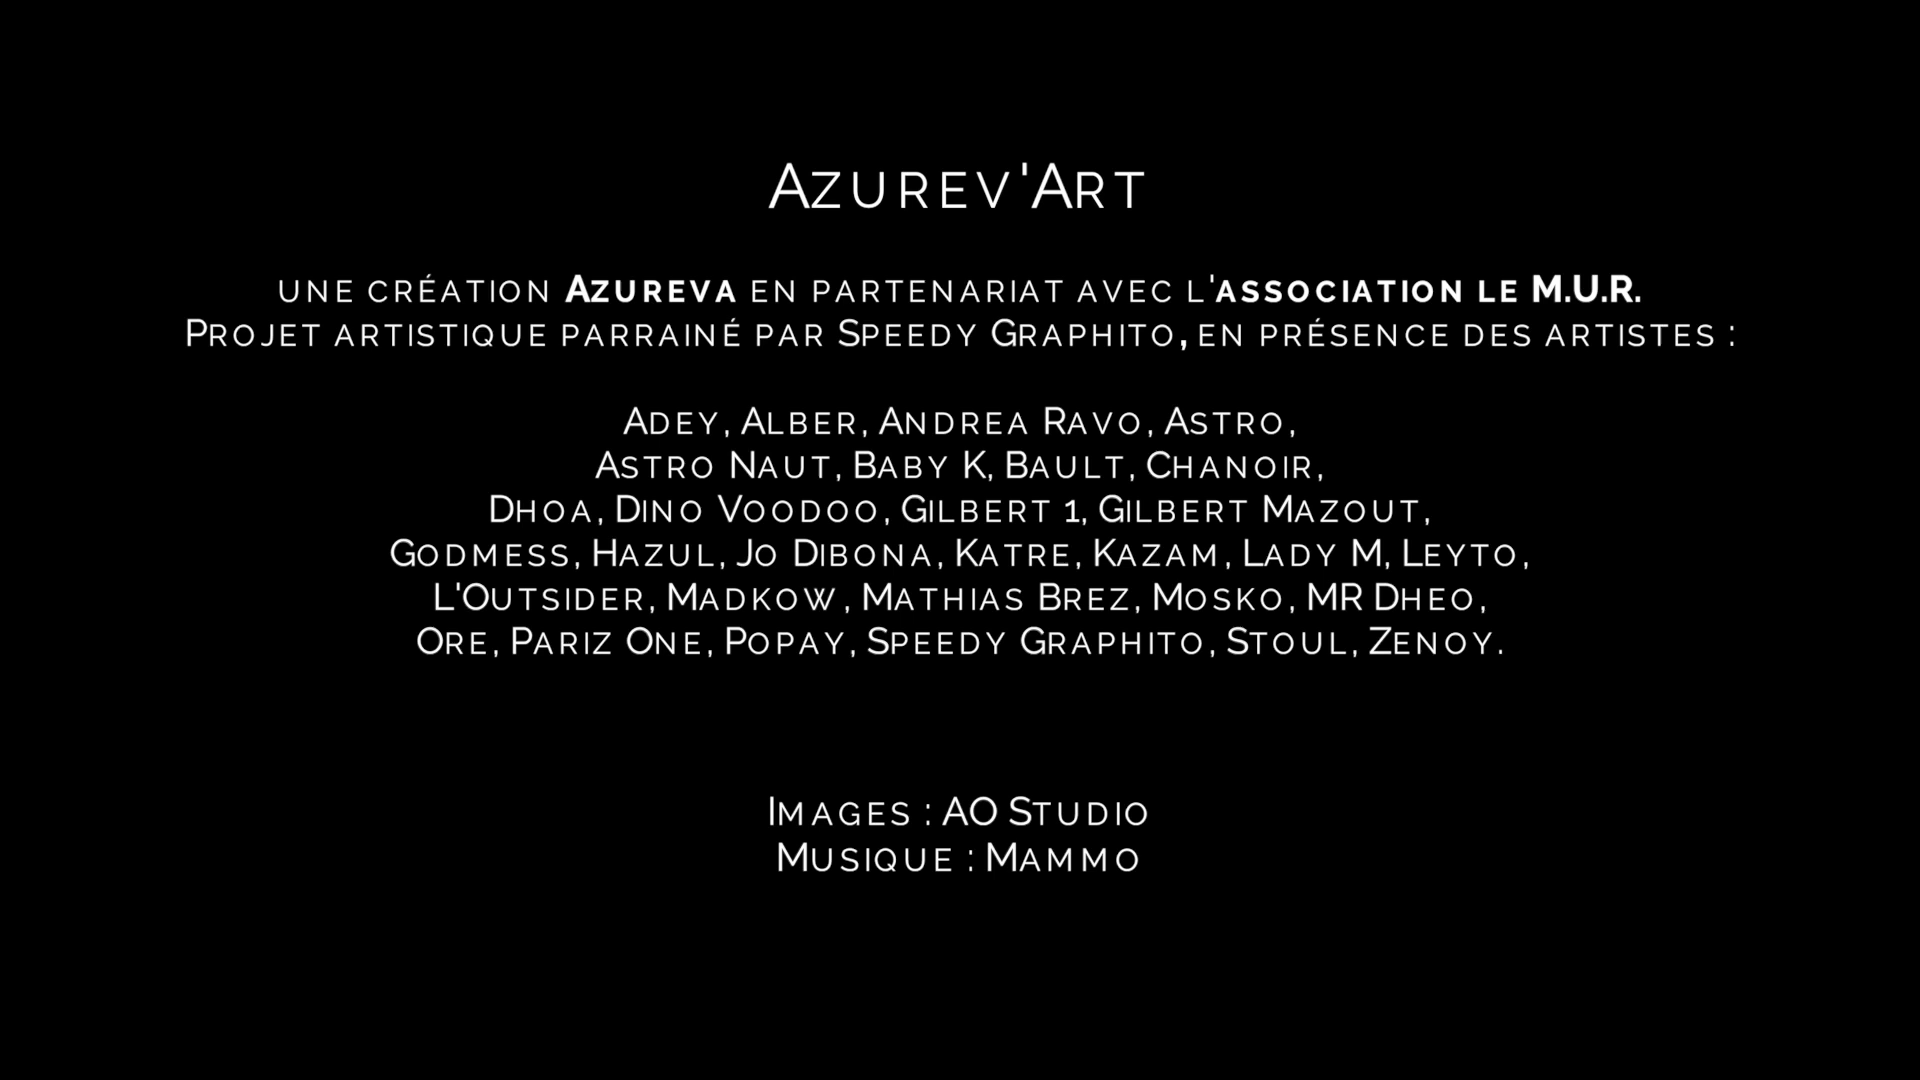 Azurev'Art
une création Azureva en partenariat avec l'association le M.U.R.
Projet artistique parrainé par Speedy Graphito, en présence des artistes :
Adey, Alber, Andrea Ravo, Astro,
Astro Naut, Baby K, Bault, Chanoir,
Dhoa, Dino Voodoo, Gilbert 1, Gilbert Mazout,
Godmess, Hazul, Jo Dibona, Katre, Kazam, Lady M, Leyto,
L'Outsider, Madkow, Mathias Brez, Mosko, MR Dheo,
Ore, Pariz One, Popay, Speedy Graphito, Stoul, Zenoy.
Images : AO Studio
Musique : Mammo